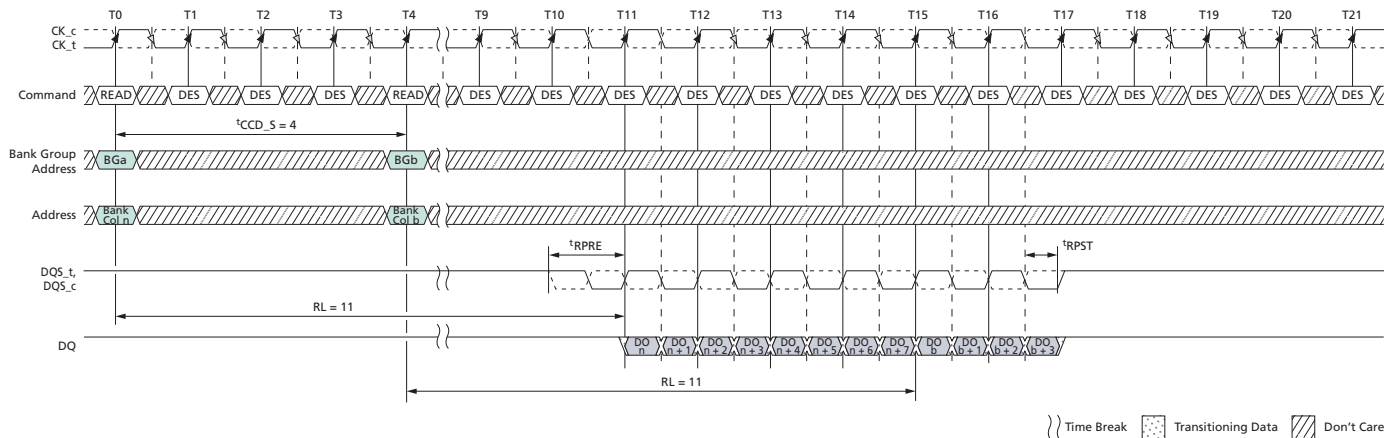 T0 T1 T2 T3 T4 T9 T10 T11 T12 T13 T14 T15 T16 T17 T18 T19 T20 T21
CK_c
CK_t
Command READ DES DES DES READ DES DES DES DES DES DES DES DES DES DES DES DES DES
tCCD_S = 4
Bank Group
Address
BGa BGb
Address
Bank
Col n
Bank
Col b
tRPRE tRPST
DQS_t,
DQS_c
RL = 11
DQ
DO
n
DO
n + 1
DO
n + 2
DO
n + 3
DO
n + 4
DO
n + 5
DO
n + 6
DO
n + 7
DO
b
DO
b + 1
DO
b + 2
DO
b + 3
RL = 11
Time Break Transitioning Data Don't Care